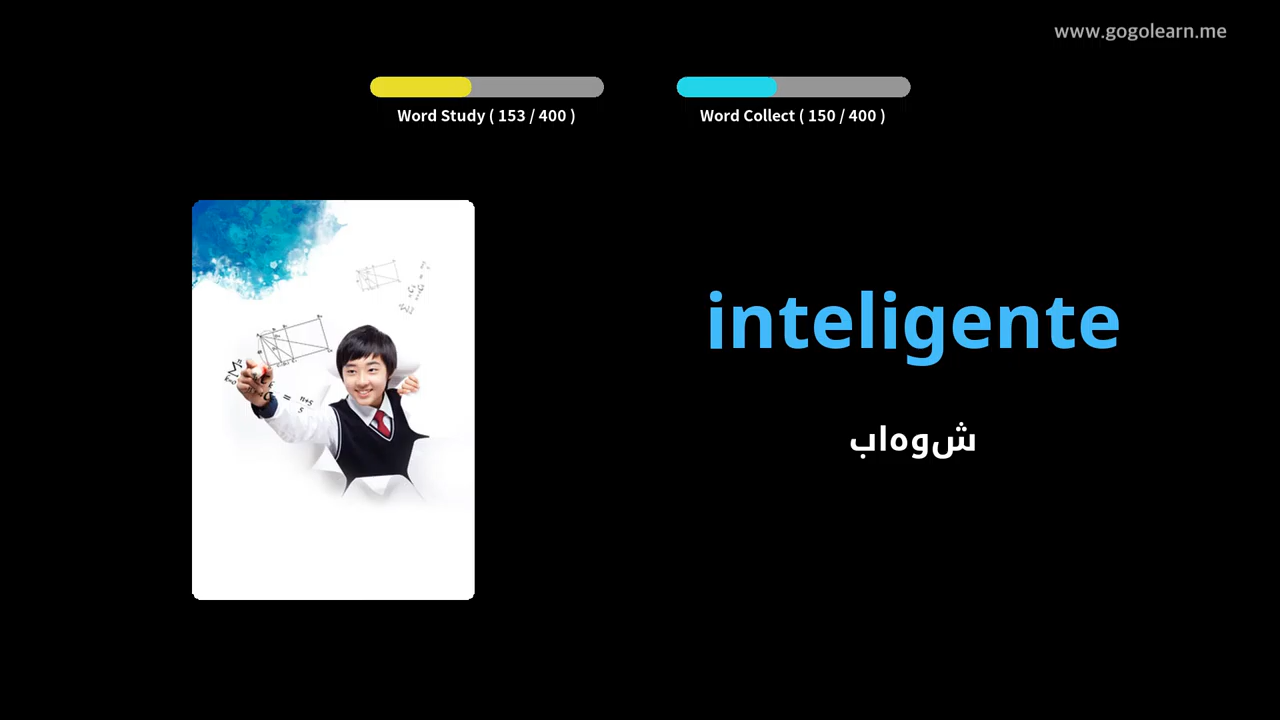 www.gogolearn.me
Word Study ( 153 / 400 )
Word Collect ( 150 / 400 )
inteligente
شوهاب